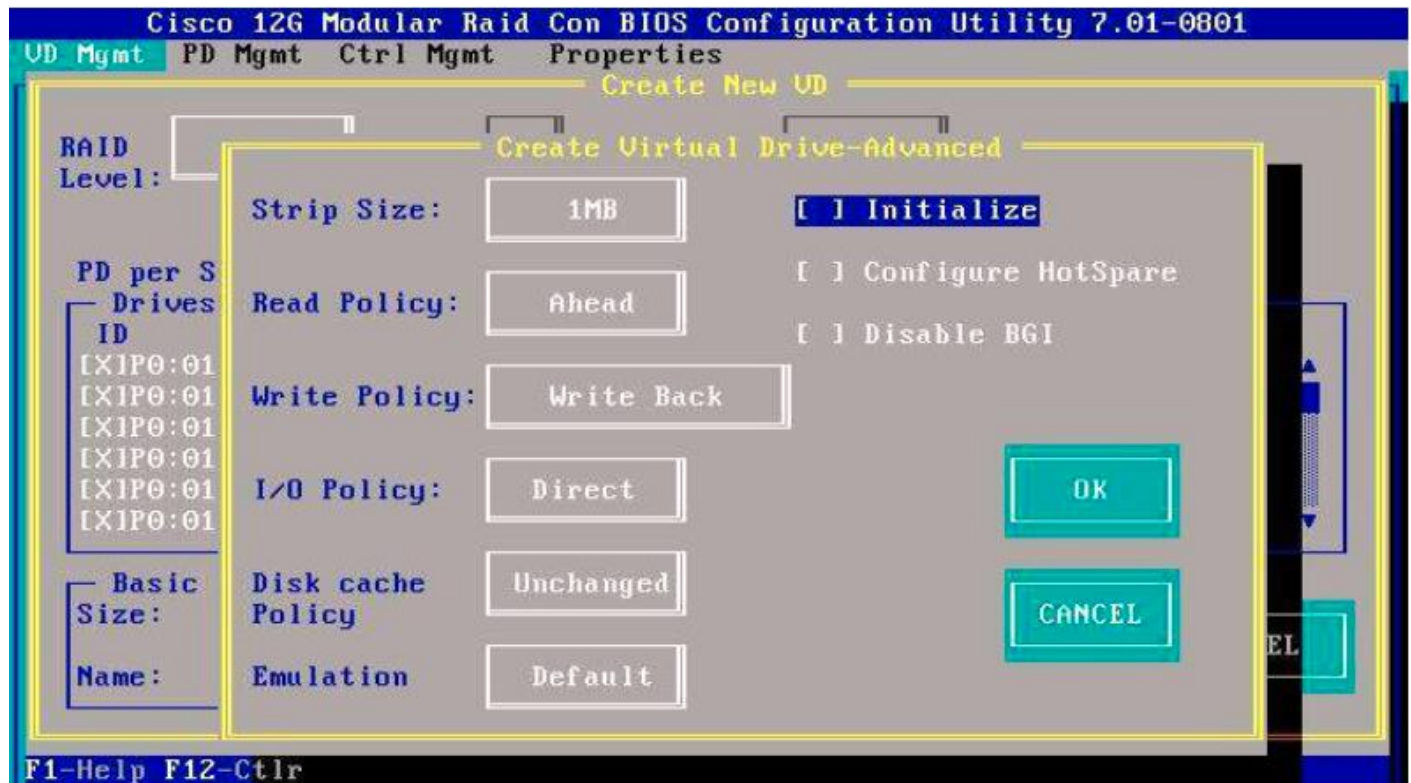 Cisco 12G Modular Raid Con BIOS Configuration Utility 7.01-0801
VD Mgmt PD Mgmt Ctrl Mgmt Properties
Create New VD
RAID
Level:
Create Virtual Drive-Advanced
Strip Size: 1MB [ ] Initialize
PD per S
[ ] Configure HotSpare
Drives
Read Policy: Ahead
ID
[ ] Disable BGI
[X]P0:01
[X]P0:01
Write Policy: Write Back
[X]P0:01
[X]P0:01
[X]P0:01
I/O Policy: Direct OK
[X]P0:01
Basic
Disk cache
Policy
Unchanged
Size:
CANCEL
EL
Name:
Emulation Default
F1-Help F12-Ctlr